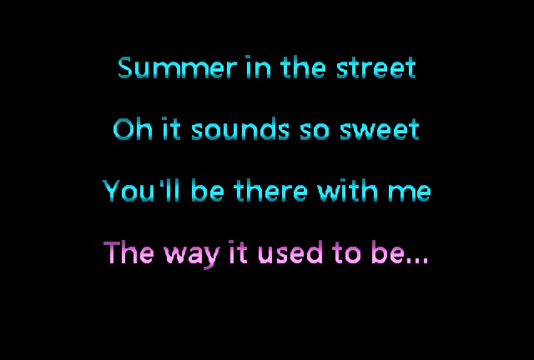 Summer in the street
Oh it sounds so sweet
You'll be there with me
The way it used to be...